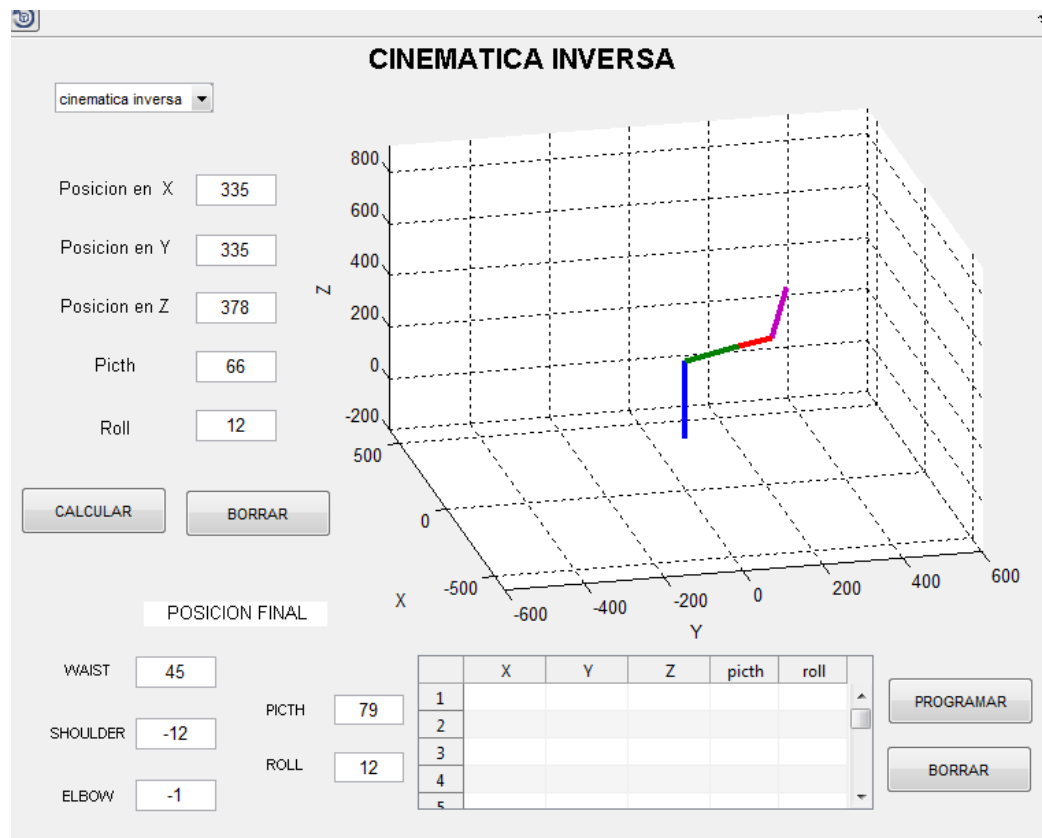 CINEMATICA INVERSA
cinematica inversa
Posicion en X 335
Posicion en Y 335
Posicion en Z 378
Picth 66
Roll 12
CALCULAR BORRAR
800
600
400
200
0
-200
Z
500
0
-500
X
-600 -400 -200 0 200 400 600
Y
POSICION FINAL
WAIST 45
SHOULDER -12
ELBOW -1
PICTH 79
ROLL 12
X Y Z picth roll
1
2
3
4
5
PROGRAMAR
BORRAR